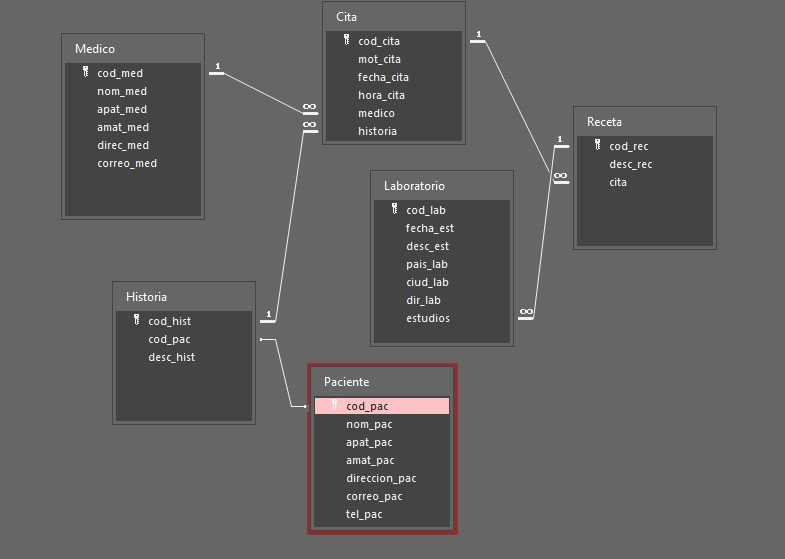 Cita
cod_cita
mot_cita
fecha_cita
hora_cita
medico
historia
Medico
cod_med
nom_med
apat_med
amat_med
direc_med
correo_med
Receta
cod_rec
desc_rec
cita
Laboratorio
cod_lab
fecha_est
desc_est
pais_lab
ciud_lab
dir_lab
estudios
Historia
cod_hist
cod_pac
desc_hist
Paciente
cod_pac
nom_pac
apat_pac
amat_pac
direccion_pac
correo_pac
tel_pac
1
∞
∞
1
1
∞
1
∞